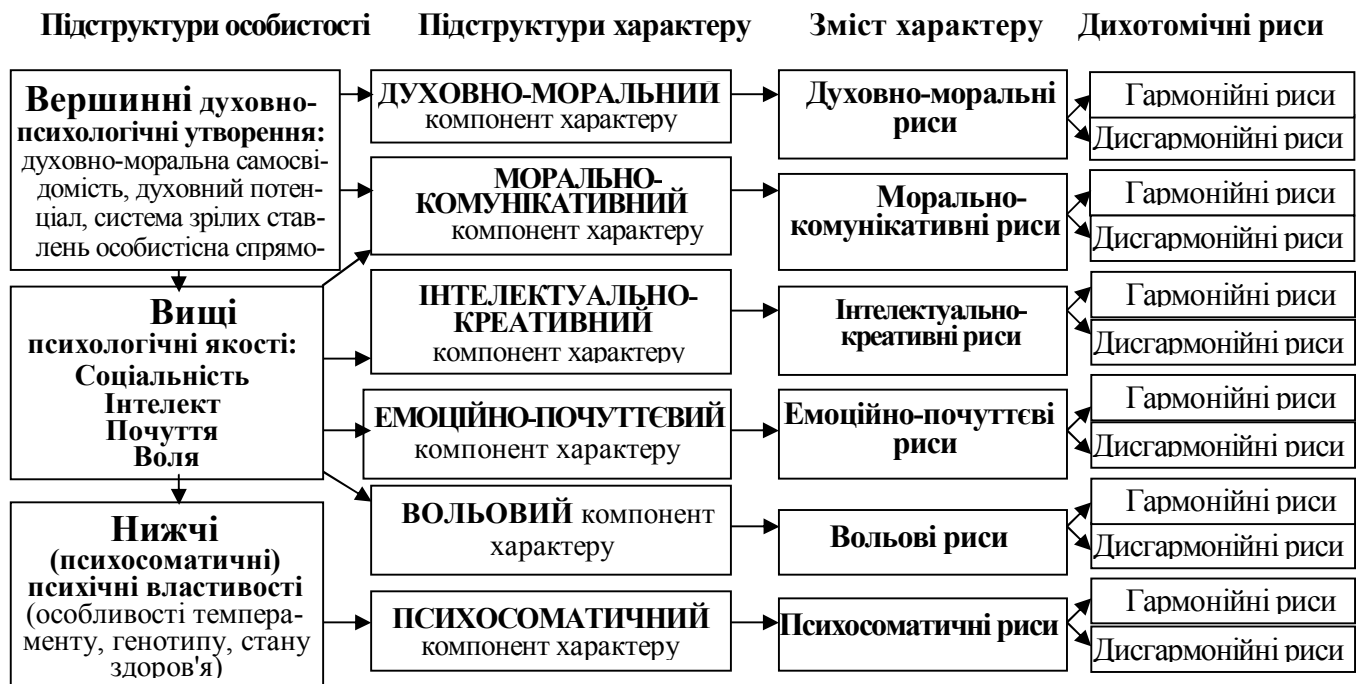 Підструктури особистості
Підструктури характеру
Зміст характеру
Дихотомічні риси
Вершинні духовно-
психологічні утворення:
духовно-моральна самосві-
домість, духовний потен-
ціал, система зрілих став-
лень особистісна спрямо-
Вищі
психологічні якості:
Соціальність
Інтелект
Почуття
Воля
Нижчі
(психосоматичні)
психічні властивості
(особливості темпера-
менту, генотипу, стану
здоров'я)
ДУХОВНО-МОРАЛЬНИЙ
компонент характеру
МОРАЛЬНО-
КОМУНІКАТИВНИЙ
компонент характеру
ІНТЕЛЕКТУАЛЬНО-
КРЕАТИВНИЙ
компонент характеру
ЕМОЦІЙНО-ПОЧУТТЄВИЙ
компонент характеру
ВОЛЬОВИЙ компонент
характеру
ПСИХОСОМАТИЧНИЙ
компонент характеру
Духовно-моральні
риси
Морально-
комунікативні риси
Інтелектуально-
креативні риси
Емоційно-почуттєві
риси
Вольові риси
Психосоматичні риси
Гармонійні риси
Дисгармонійні риси
Гармонійні риси
Дисгармонійні риси
Гармонійні риси
Дисгармонійні риси
Гармонійні риси
Дисгармонійні риси
Гармонійні риси
Дисгармонійні риси
Гармонійні риси
Дисгармонійні риси